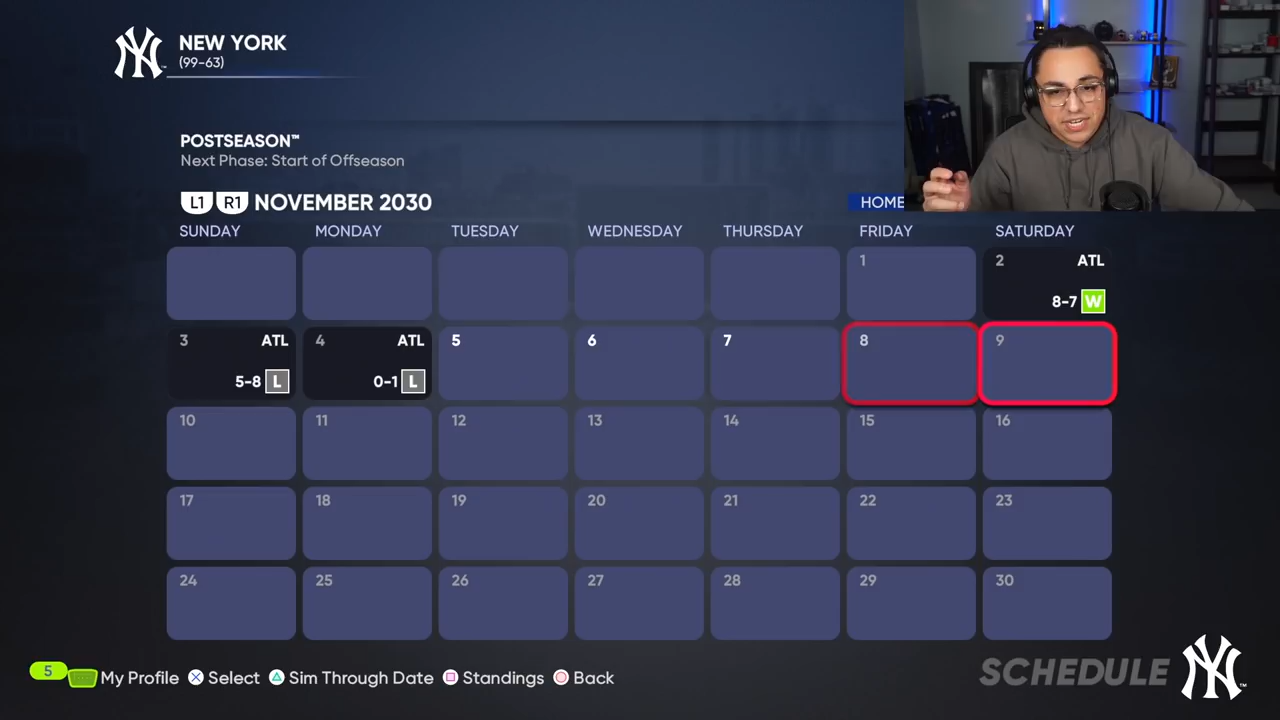 NEW YORK
(99-63)
POSTSEASON™
Next Phase: Start of Offseason
L1 R1 NOVEMBER 2030
HOME
SUNDAY MONDAY TUESDAY WEDNESDAY THURSDAY FRIDAY SATURDAY
1 2 ATL
8-7 W
3 ATL 4 ATL 5 6 7 8 9
5-8 L 0-1 L
10 11 12 13 14 15 16
17 18 19 20 21 22 23
24 25 26 27 28 29 30
5 My Profile Select Sim Through Date Standings Back
SCHEDULE NY™